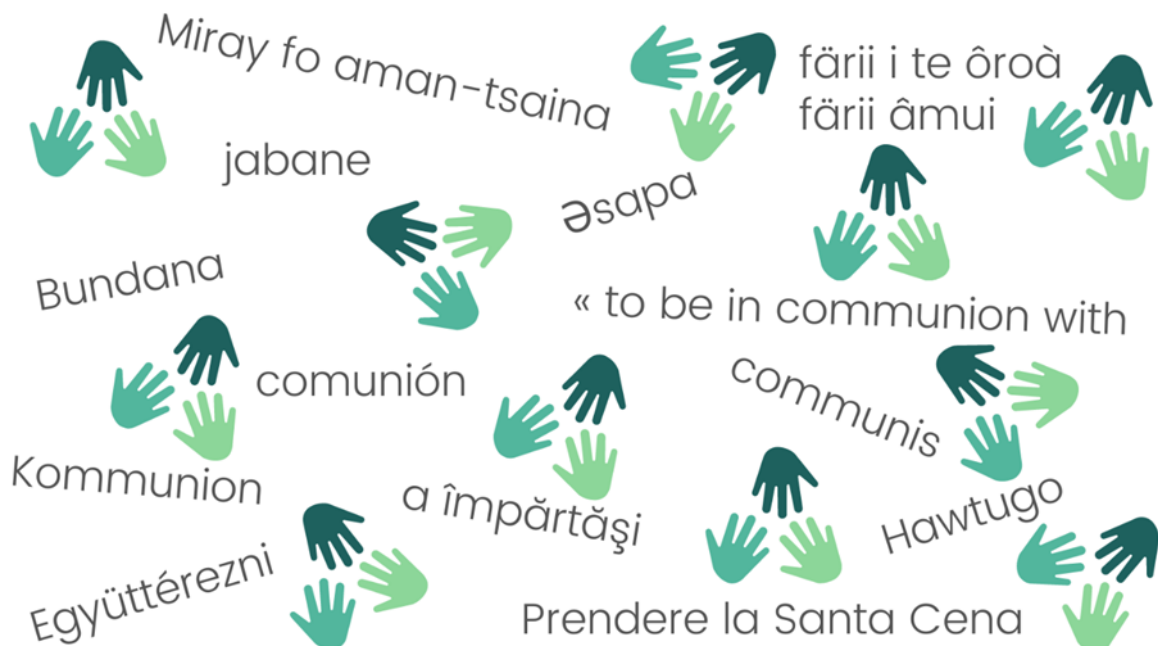 Miray fo aman-tsaina
färii i te ôroà
färii âmui
jabane
Əsapa
Bundana
« to be in communion with
comunión
communis
Kommunion
a împărtăşi
Hawtugo
Együttérezni
Prendere la Santa Cena